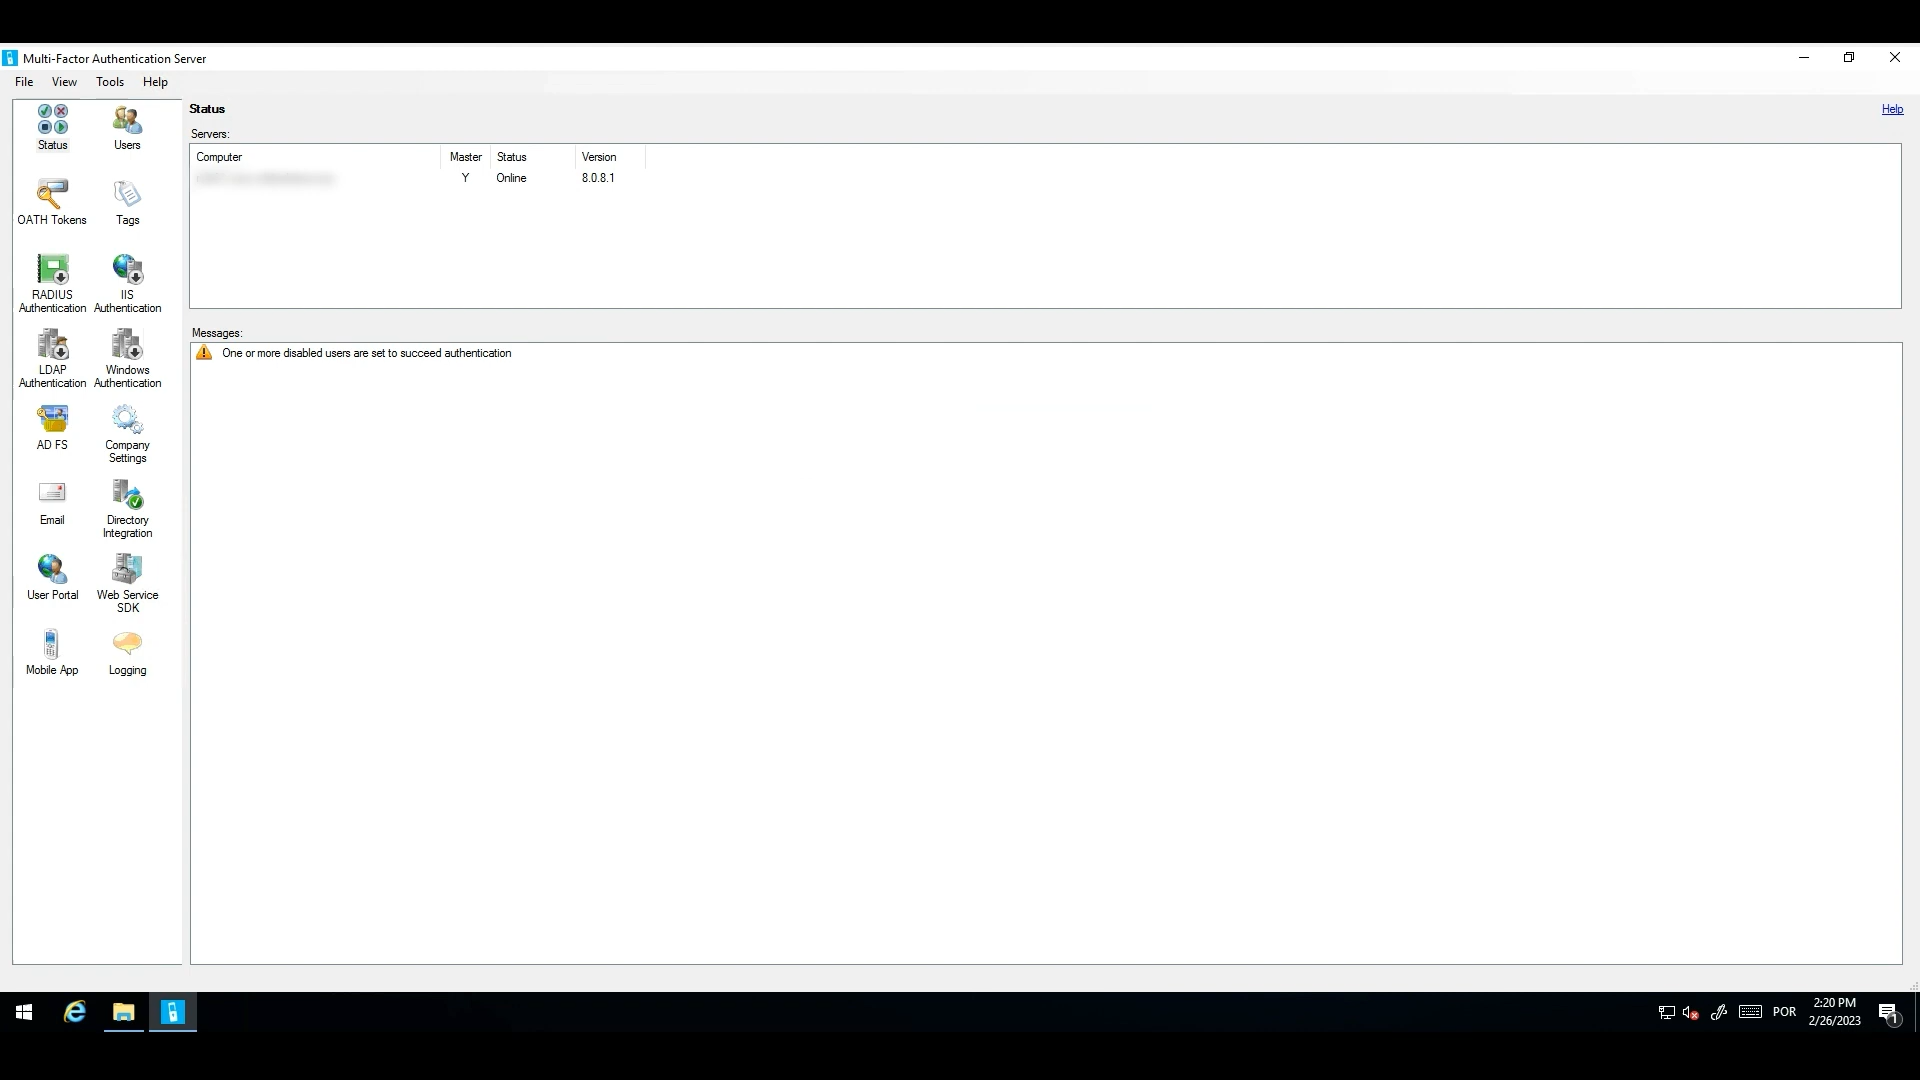 Multi-Factor Authentication Server
File View Tools Help
Status
Users
OATH Tokens
Tags
RADIUS
Authentication
IIS
Authentication
LDAP
Authentication
Windows
Authentication
AD FS
Company
Settings
Email
Directory
Integration
User Portal
Web Service
SDK
Mobile App
Logging
Status
Help
Servers:
Computer Master Status Version
Y Online 8.0.8.1
Messages:
One or more disabled users are set to succeed authentication
POR
2:20 PM
2/26/2023
1